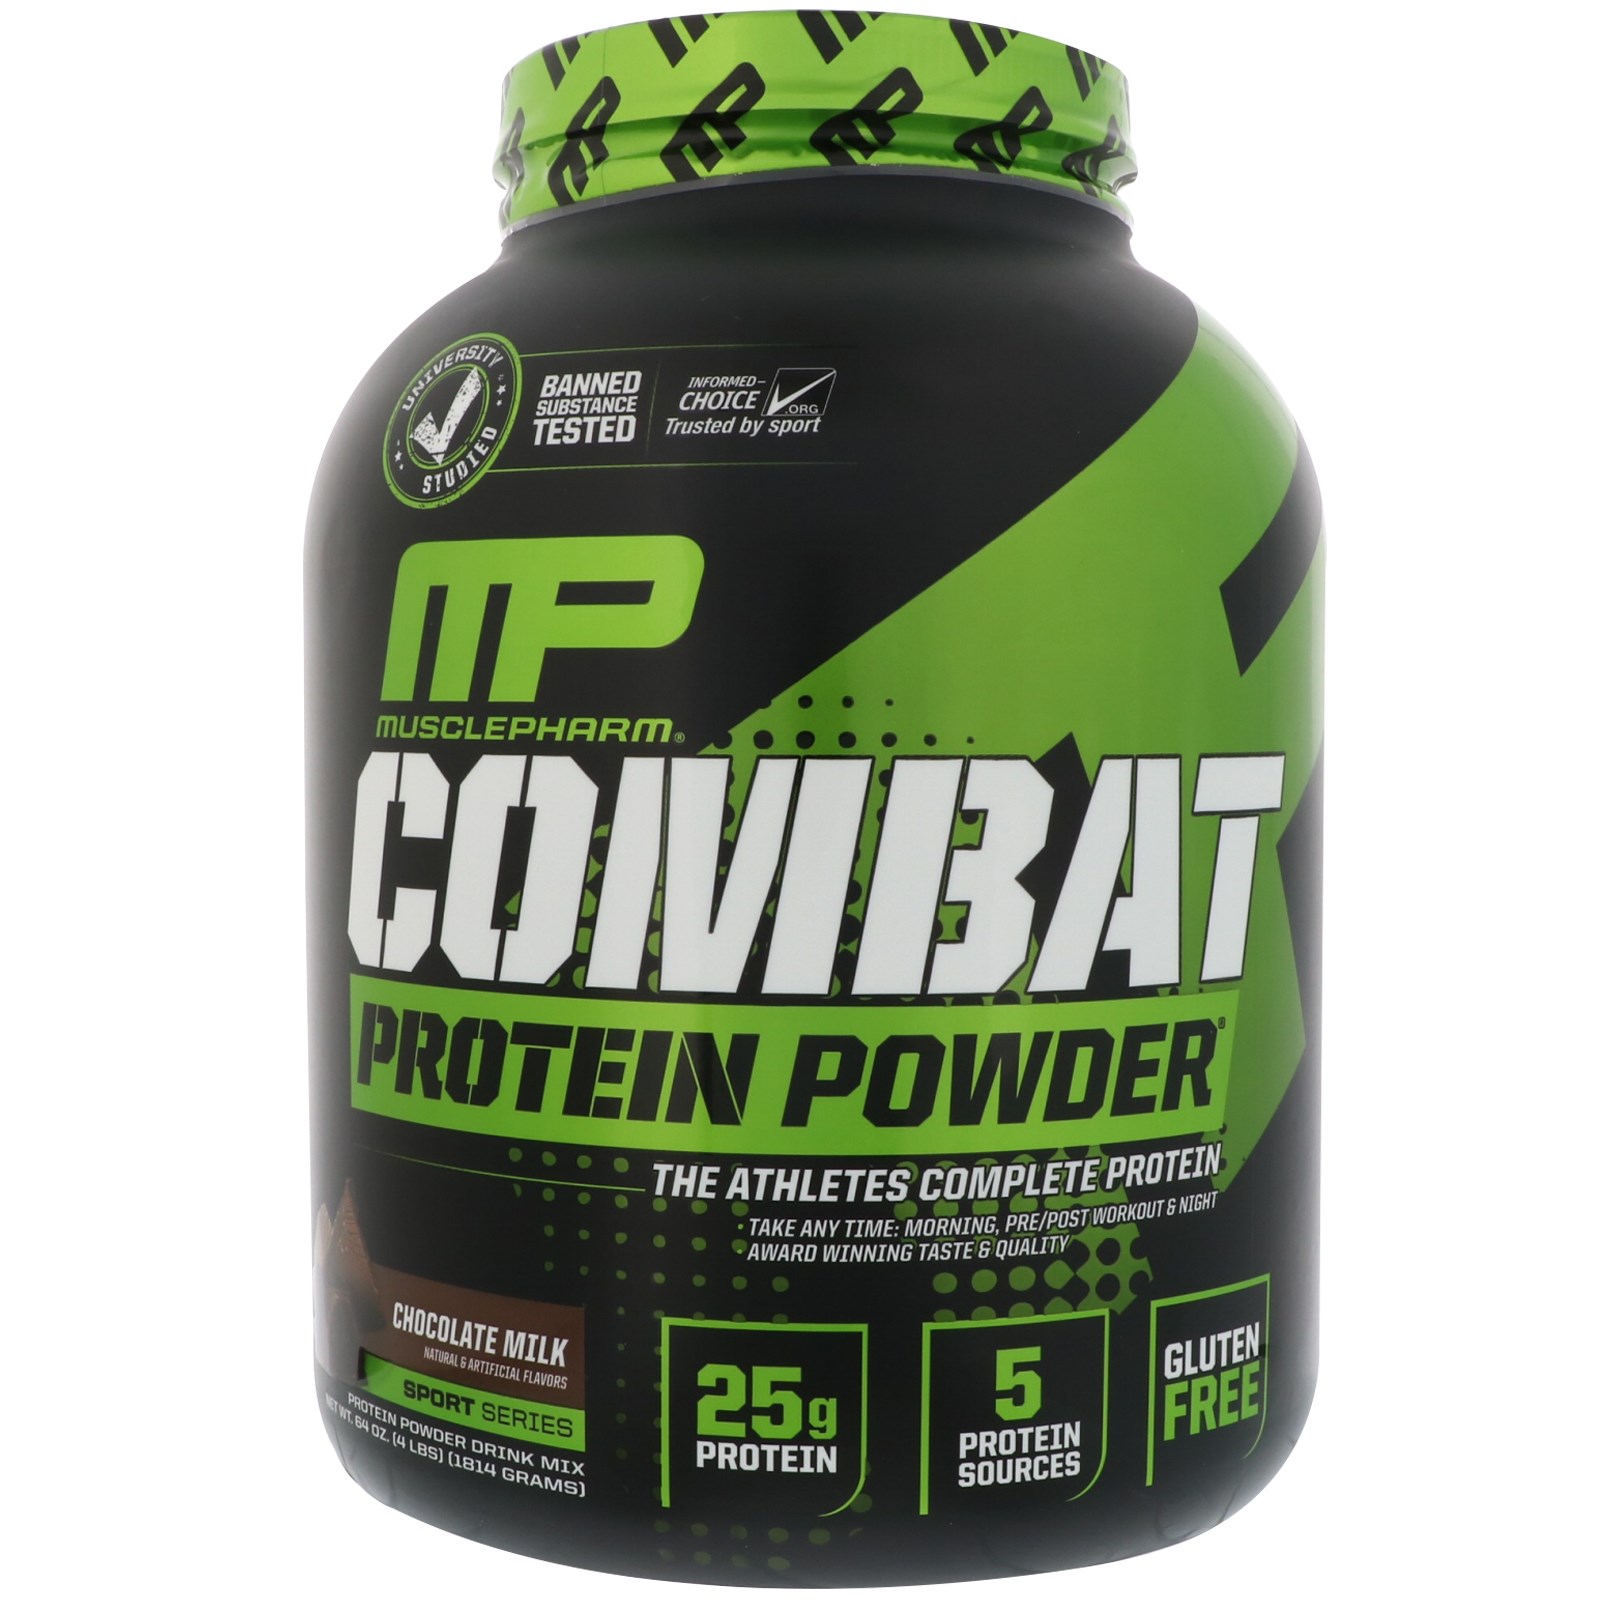 UNIVERSITY
STUDIED
BANNED
SUBSTANCE
TESTED
INFORMED–
CHOICE
.ORG
Trusted by sport
MP
MUSCLEPHARM®
COMBAT
PROTEIN POWDER®
THE ATHLETES COMPLETE PROTEIN
· TAKE ANY TIME: MORNING, PRE/POST WORKOUT & NIGHT
· AWARD WINNING TASTE & QUALITY
CHOCOLATE MILK
NATURAL & ARTIFICIAL FLAVORS
SPORT SERIES
PROTEIN POWDER DRINK MIX
NET WT. 64 OZ. (4 LBS) (1814 GRAMS)
25g
PROTEIN
5
PROTEIN
SOURCES
GLUTEN
FREE